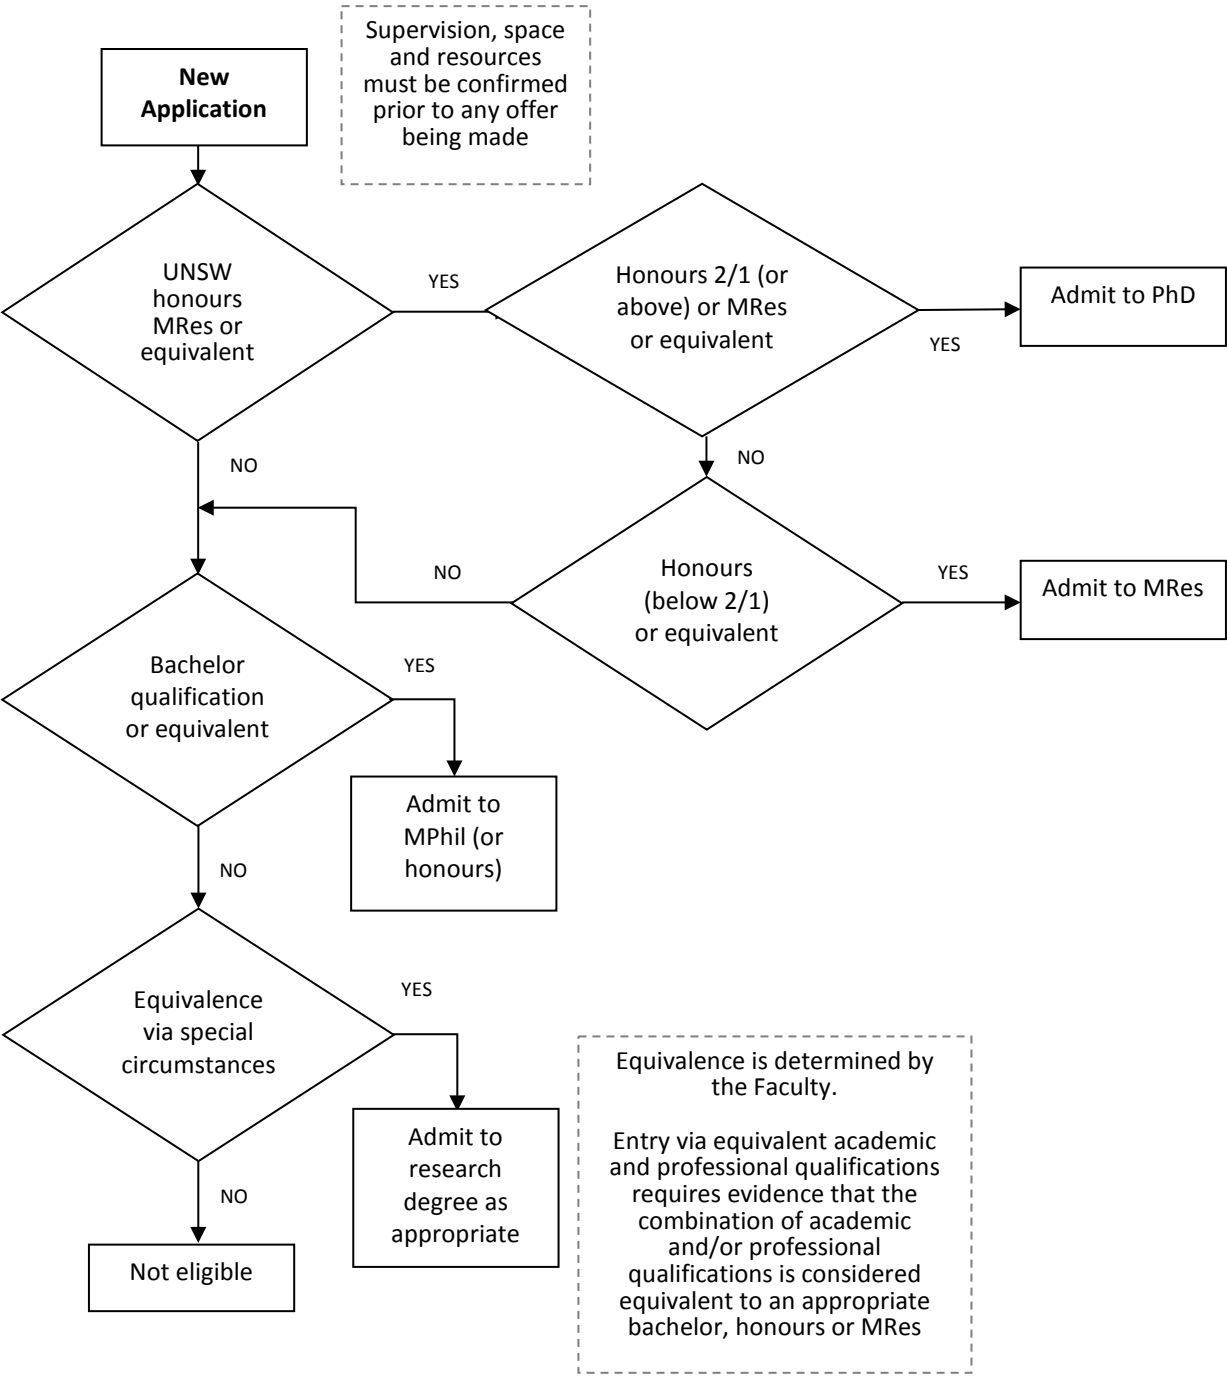 New
Application
Supervision, space
and resources
must be confirmed
prior to any offer
being made
UNSW
honours
MRes or
equivalent
YES
Honours 2/1 (or
above) or MRes
or equivalent
YES
Admit to PhD
NO
NO
Honours
(below 2/1)
or equivalent
YES
Admit to MRes
NO
Bachelor
qualification
or equivalent
YES
Admit to
MPhil (or
honours)
NO
Equivalence
via special
circumstances
YES
Admit to
research
degree as
appropriate
NO
Not eligible
Equivalence is determined by
the Faculty.
Entry via equivalent academic
and professional qualifications
requires evidence that the
combination of academic
and/or professional
qualifications is considered
equivalent to an appropriate
bachelor, honours or MRes